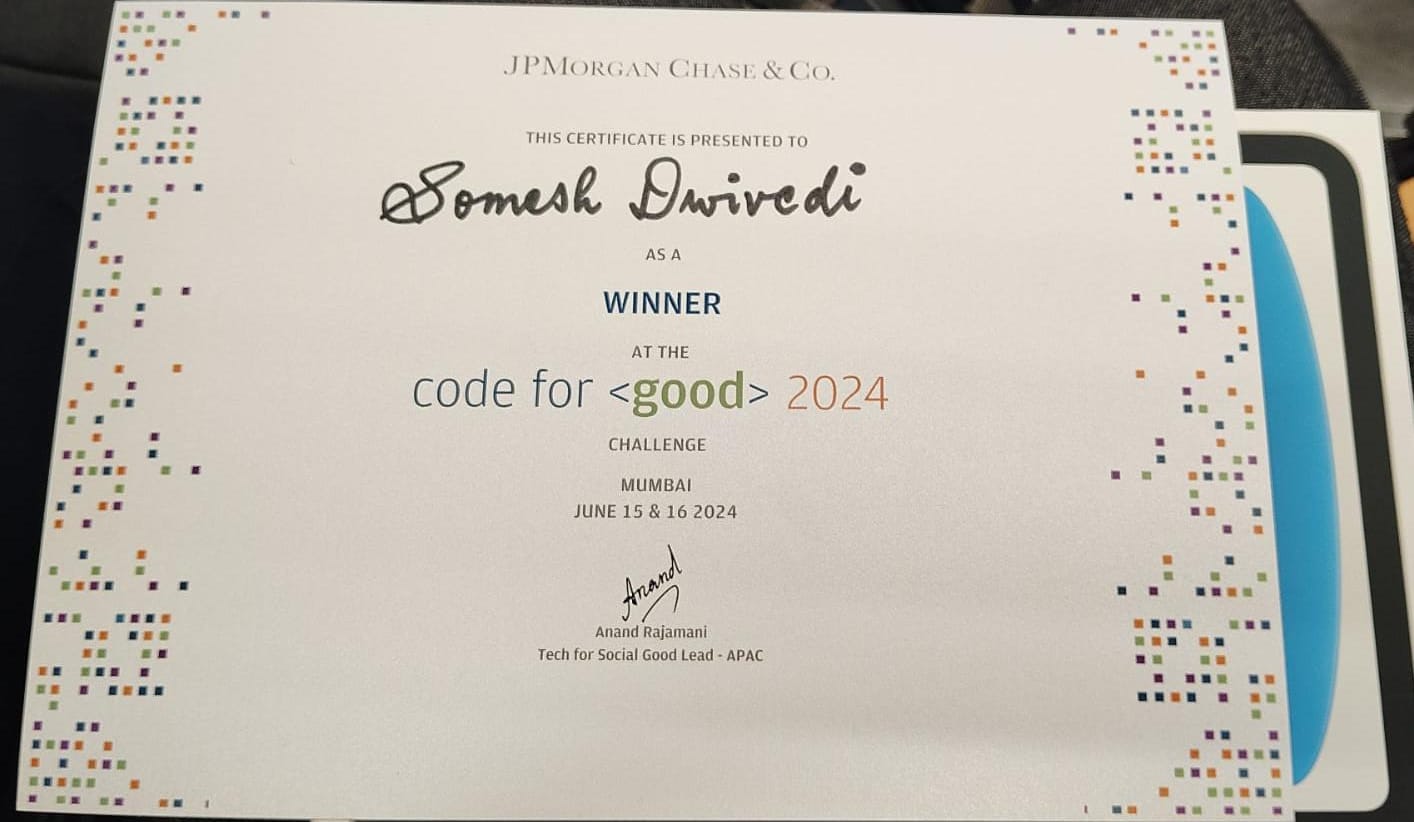 JPMORGAN CHASE & CO.
THIS CERTIFICATE IS PRESENTED TO
Somesh Dwivedi
AS A
WINNER
AT THE
code for <good> 2024
CHALLENGE
MUMBAI
JUNE 15 & 16 2024
Anand
Anand Rajamani
Tech for Social Good Lead - APAC